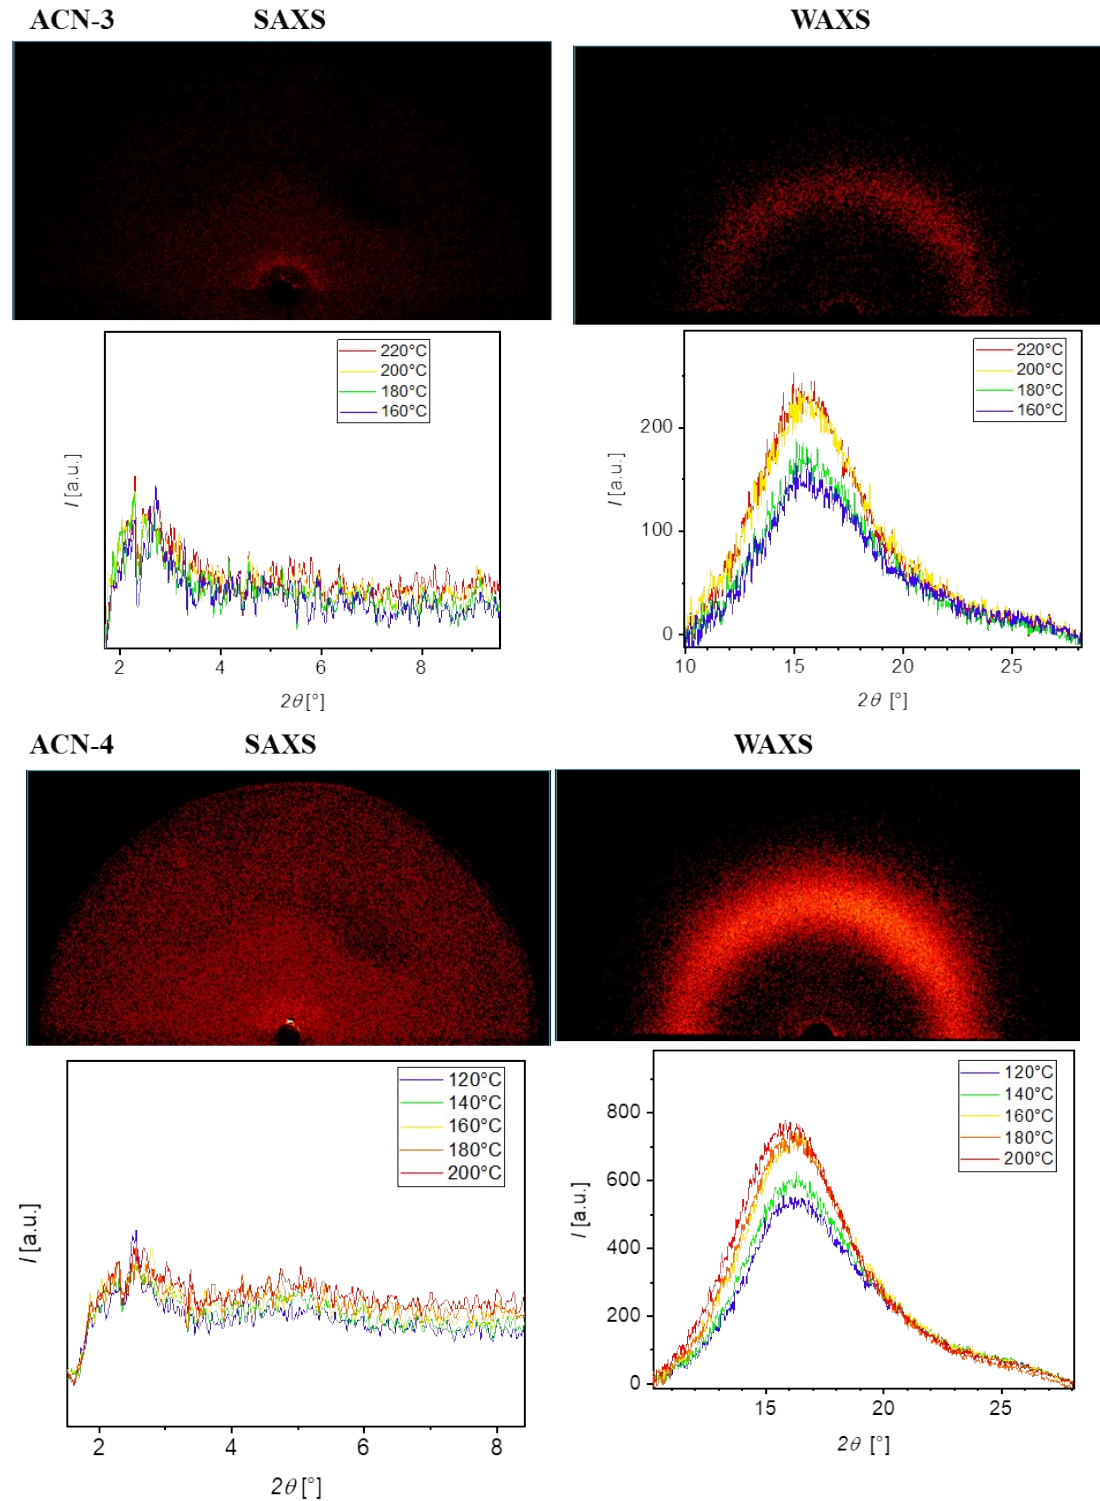 ACN-3 SAXS WAXS
220°C
200°C
180°C
160°C
I [a.u.]
2 4 6 8
2θ [°]
220°C
200°C
180°C
160°C
200
100
0
I [a.u.]
10 15 20 25
2θ [°]
ACN-4 SAXS WAXS
120°C
140°C
160°C
180°C
200°C
I [a.u.]
2 4 6 8
2θ [°]
120°C
140°C
160°C
180°C
200°C
800
600
400
200
0
I [a.u.]
15 20 25
2θ [°]